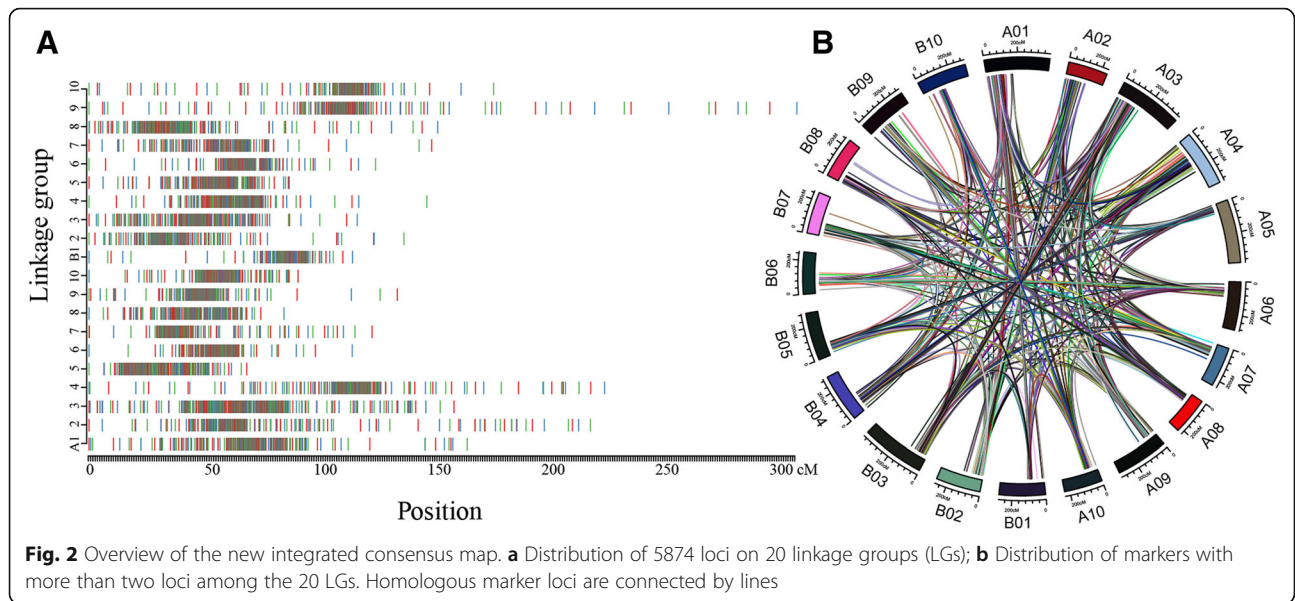 A
Linkage group
10
9
8
7
6
5
4
3
2
B1
10
9
8
7
6
5
4
3
2
A1
0 50 100 150 200 250 300 cM
Position
B
A01
A02
A03
A04
A05
A06
A07
A08
A09
A10
B01
B02
B03
B04
B05
B06
B07
B08
B09
B10
Fig. 2 Overview of the new integrated consensus map. a Distribution of 5874 loci on 20 linkage groups (LGs); b Distribution of markers with
more than two loci among the 20 LGs. Homologous marker loci are connected by lines